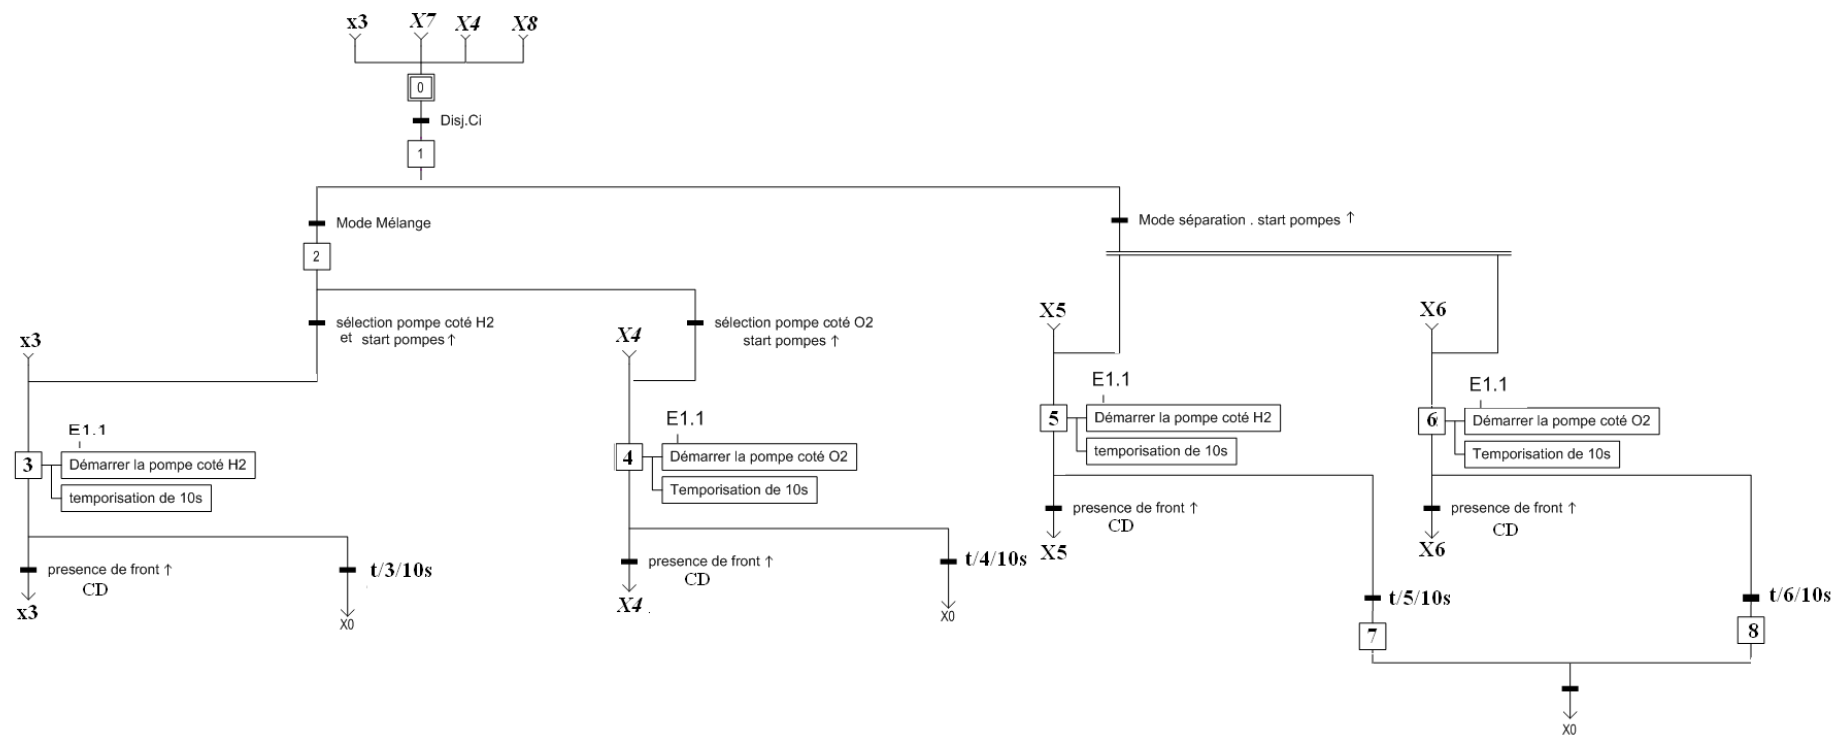 x3 X7 X4 X8
0
Disj.Ci
1
Mode Mélange
Mode séparation . start pompes ↑
2
sélection pompe coté H2
et start pompes ↑
sélection pompe coté O2
start pompes ↑
x3
X4
X5
X6
E1.1
3
Démarrer la pompe coté H2
temporisation de 10s
E1.1
4
Démarrer la pompe coté O2
Temporisation de 10s
E1.1
5
Démarrer la pompe coté H2
temporisation de 10s
E1.1
6
Démarrer la pompe coté O2
Temporisation de 10s
presence de front ↑
CD
x3
t/3/10s
X0
presence de front ↑
CD
X4
t/4/10s
X0
presence de front ↑
CD
X5
t/5/10s
7
presence de front ↑
CD
X6
t/6/10s
8
X0